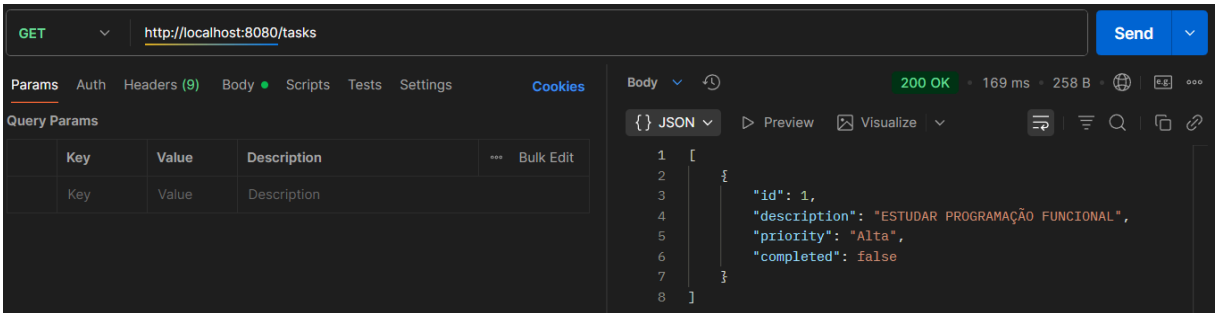 GET http://localhost:8080/tasks Send
Params Auth Headers (9) Body Scripts Tests Settings Cookies
Query Params
Key Value Description Bulk Edit
Key Value Description
Body 200 OK 169 ms 258 B e.g.
{} JSON Preview Visualize
1 [
2 {
3 "id": 1,
4 "description": "ESTUDAR PROGRAMAÇÃO FUNCIONAL",
5 "priority": "Alta",
6 "completed": false
7 }
8 ]